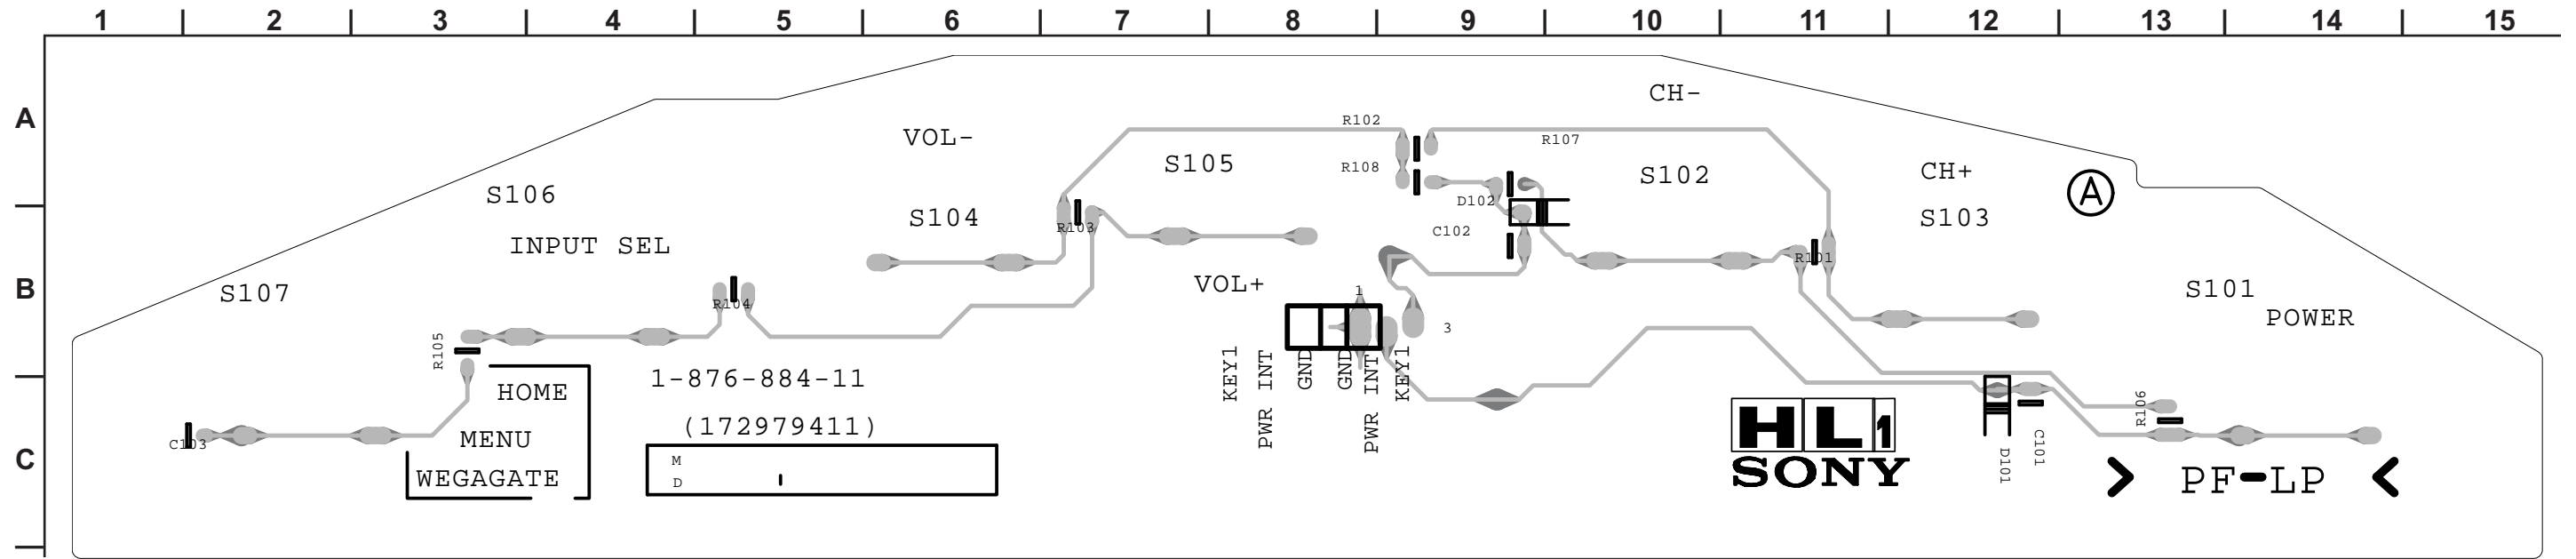 1 2 3 4 5 6 7 8 9 10 11 12 13 14 15
A
B
C
CH-
VOL-
R102
R107
S105
R108
S102
CH+
S106
D102
A
S104
R103
C102
S103
INPUT SEL
R101
S107
VOL+
1
S101
R104
3
POWER
R105
KEY1
PWR INT
GND
GND
PWR INT
KEY1
1-876-884-11
HOME
(172979411)
MENU
WEGAGATE
C103
M
D
HL1
SONY
R106
C101
D101
> PF-LP <